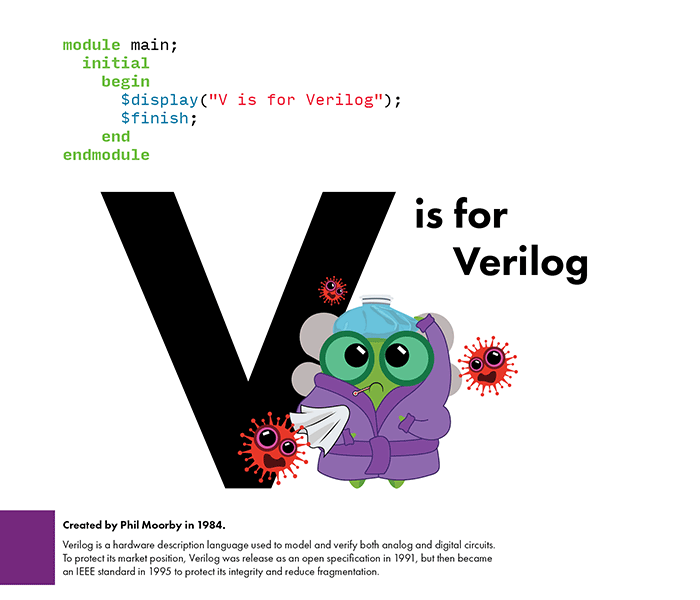 module main;
initial
begin
$display("V is for Verilog");
$finish;
end
endmodule
V is for
Verilog
Created by Phil Moorby in 1984.
Verilog is a hardware description language used to model and verify both analog and digital circuits.
To protect its market position, Verilog was release as an open specification in 1991, but then became
an IEEE standard in 1995 to protect its integrity and reduce fragmentation.